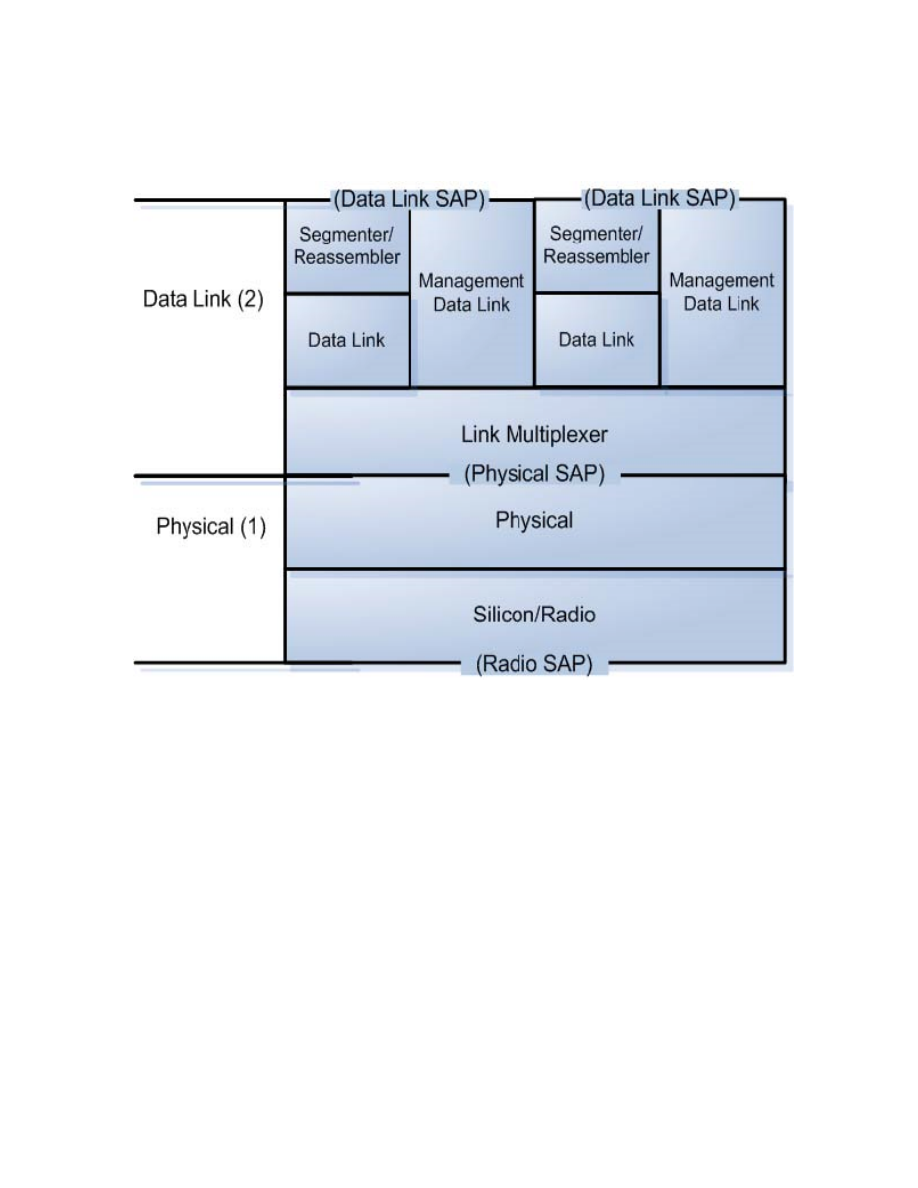 (Data Link SAP)
(Data Link SAP)
Segmenter/
Reassembler
Management
Data Link
Segmenter/
Reassembler
Management
Data Link
Data Link (2)
Data Link
Data Link
Link Multiplexer
(Physical SAP)
Physical (1)
Physical
Silicon/Radio
(Radio SAP)